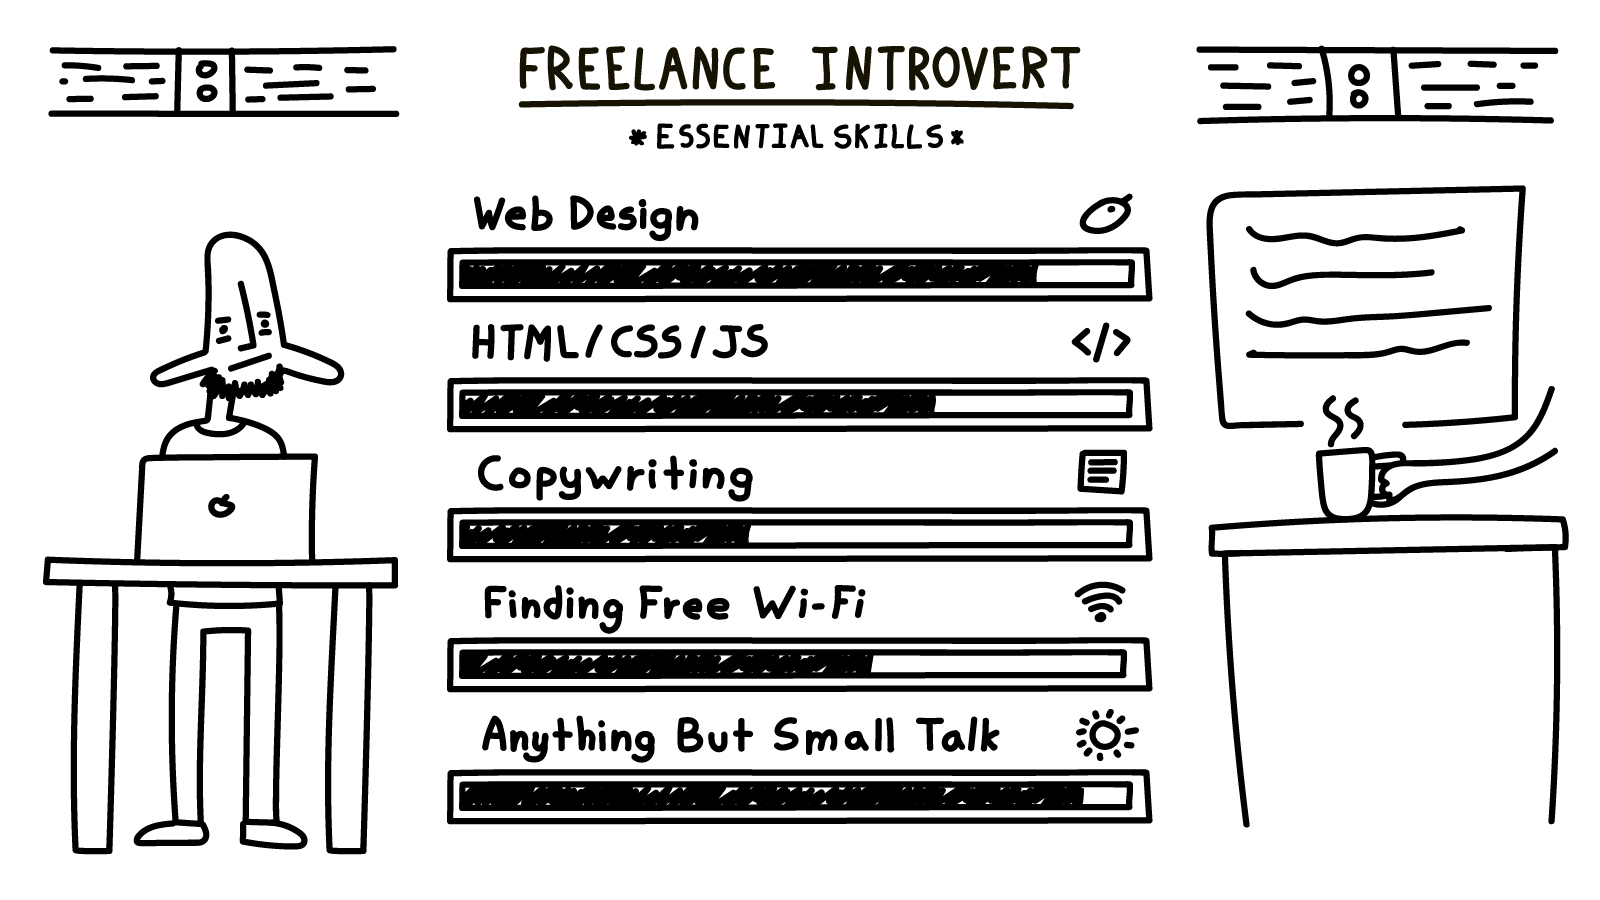 FREELANCE INTROVERT
* ESSENTIAL SKILLS *
Web Design
HTML/CSS/JS
</>
Copywriting
Finding Free Wi-Fi
Anything But Small Talk